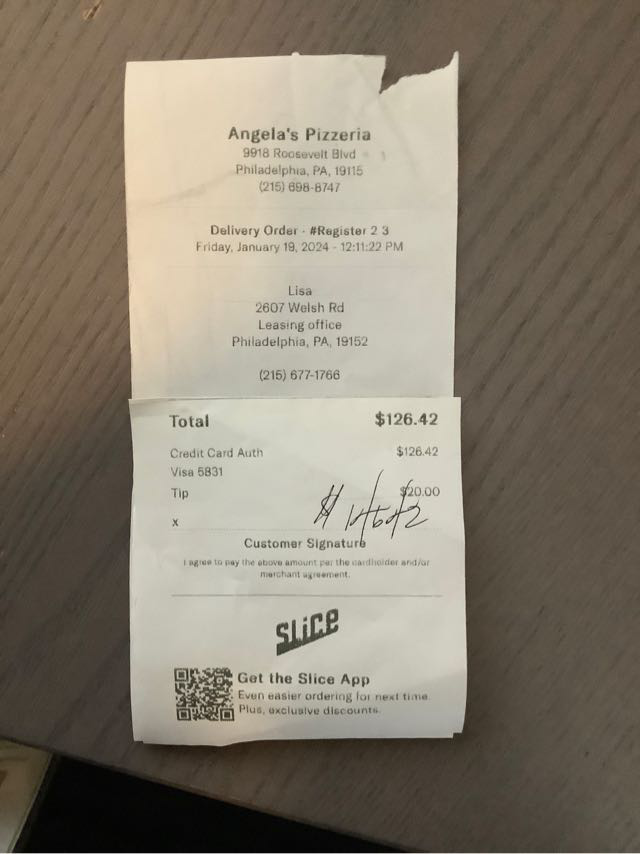 Angela's Pizzeria
9918 Roosevelt Blvd
Philadelphia, PA, 19115
(215) 698-8747
Delivery Order - #Register 2 3
Friday, January 19, 2024 - 12:11:22 PM
Lisa
2607 Welsh Rd
Leasing office
Philadelphia, PA, 19152
(215) 677-1766
Total $126.42
Credit Card Auth $126.42
Visa 5831
Tip $20.00
x
Customer Signature
I agree to pay the above amount per the cardholder and/or
merchant agreement.
SLiCE
Get the Slice App
Even easier ordering for next time.
Plus, exclusive discounts.